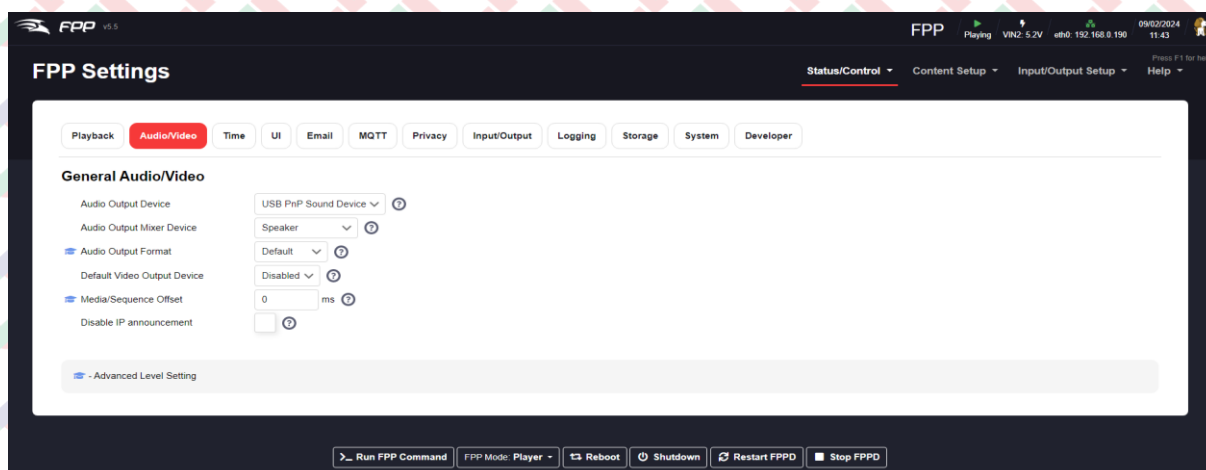 FPP v5.5
FPP Playing VIN2: 5.2V eth0: 192.168.0.190 09/02/2024 11:43
Press F1 for he
FPP Settings
Status/Control Content Setup Input/Output Setup Help
Playback Audio/Video Time UI Email MQTT Privacy Input/Output Logging Storage System Developer
General Audio/Video
Audio Output Device USB PnP Sound Device
Audio Output Mixer Device Speaker
Audio Output Format Default
Default Video Output Device Disabled
Media/Sequence Offset 0 ms
Disable IP announcement
- Advanced Level Setting
>_ Run FPP Command FPP Mode: Player Reboot Shutdown Restart FPPD Stop FPPD